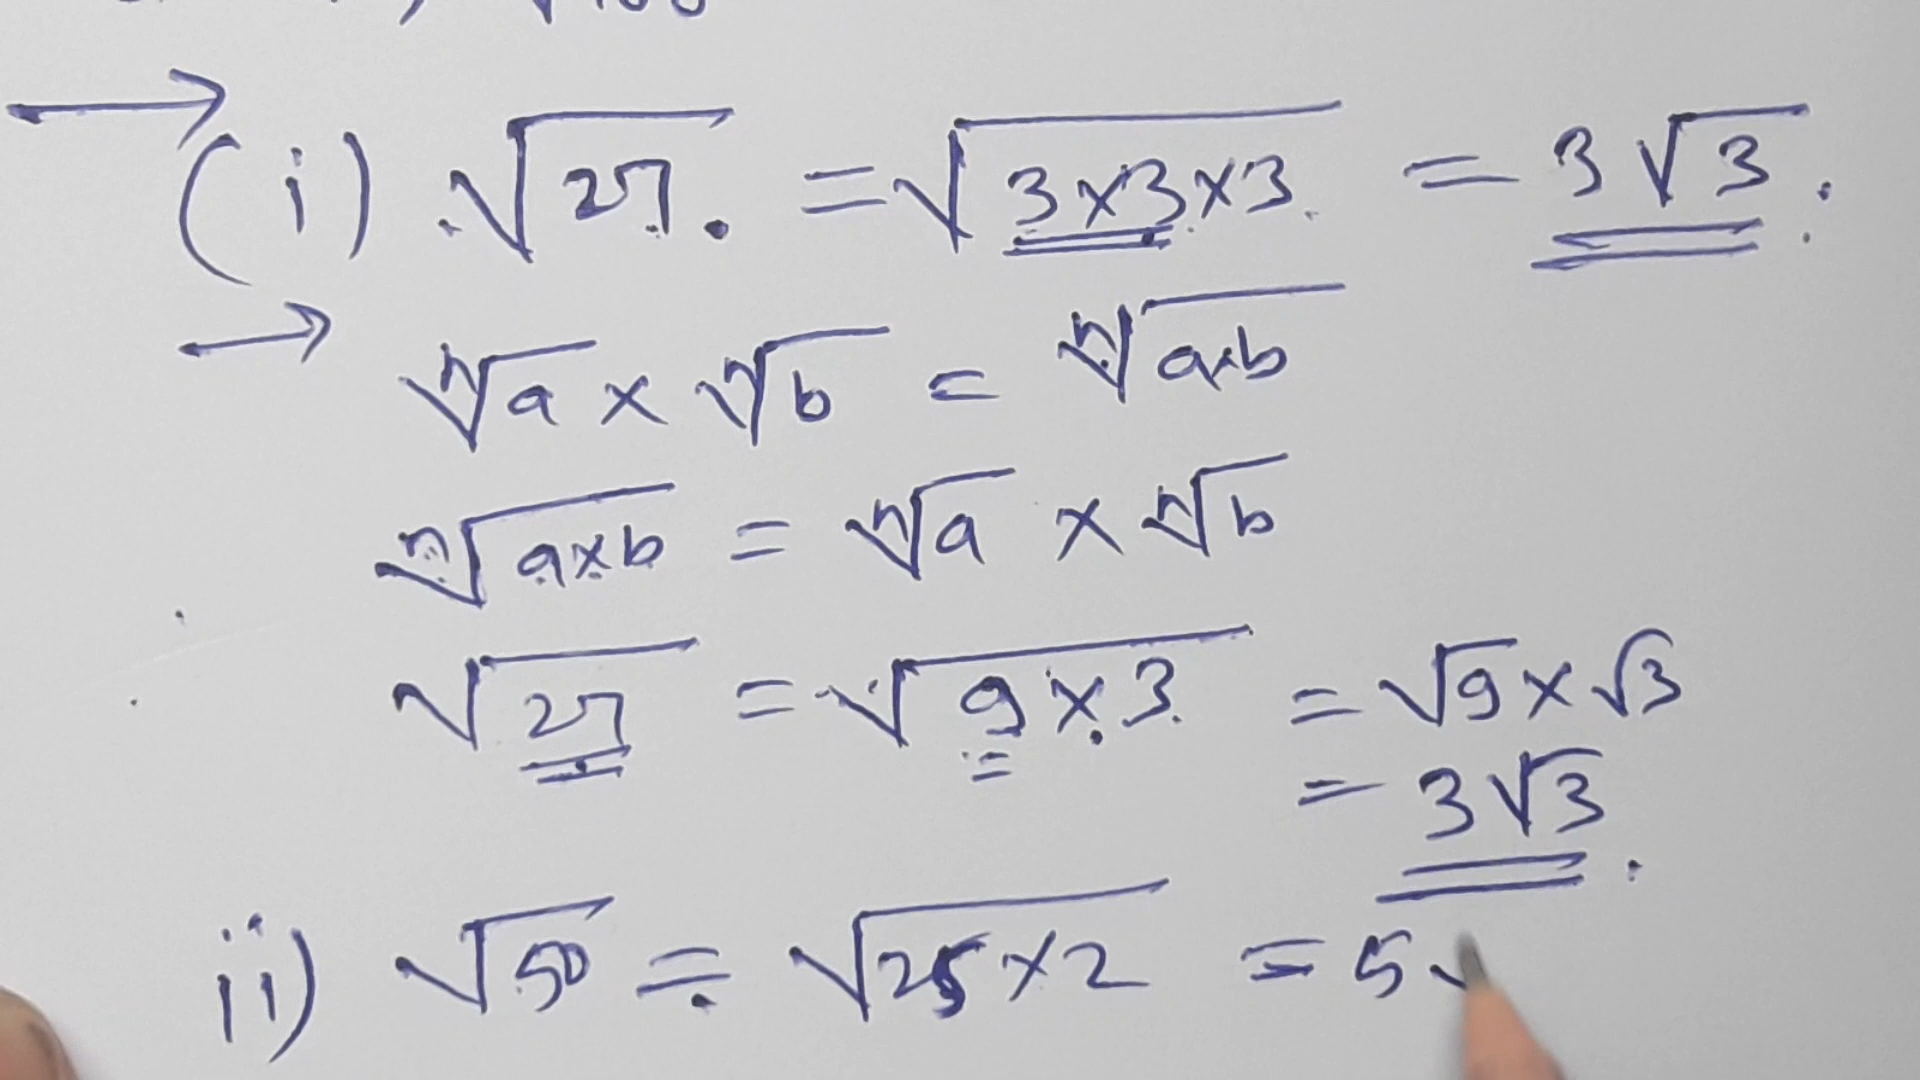 (i) √27. = √3×3×3 = 3√3.
ⁿ√a × ⁿ√b = ⁿ√a×b
ⁿ√a×b = ⁿ√a × ⁿ√b
√27 = √9×3 = √9×√3
= 3√3.
ii) √50 = √25×2 = 5√